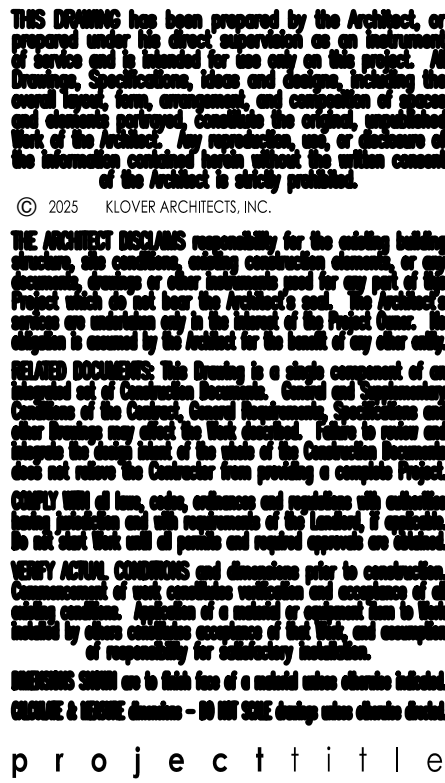 THIS DRAWING has been prepared by the Architect, or
prepared under his direct supervision as an instrument
of service and is intended for use only on this project. All
Drawings, Specifications, ideas and designs, including the
overall layout, form, arrangement, and composition of spaces
and elements portrayed, constitute the original, unpublished
Work of the Architect. Any reproduction, use, or disclosure of
the information contained herein without the written consent
of the Architect is strictly prohibited.
© 2025 KLOVER ARCHITECTS, INC.
THE ARCHITECT DISCLAIMS responsibility for the existing building
structure, site conditions, existing construction elements, or any
documents, drawings or other instruments used for any part of this
Project which do not bear the Architect's seal. The Architect's
services are undertaken only in the interest of the Project Owner. No
obligation is assumed by the Architect for the benefit of any other entity.
RELATED DOCUMENTS: This Drawing is a single component of an
integrated set of Construction Documents. General and Supplementary
Conditions of the Contract, General Requirements, Specifications and
other Drawings may affect the Work described. Failure to review and
integrate the design intent of the whole of the Construction Documents
does not relieve the Contractor from providing a complete Project.
COMPLY WITH all laws, codes, ordinances and regulations with authorities
having jurisdiction and with requirements of the Landlord, if applicable.
Do not start Work until all permits and required approvals are obtained.
VERIFY ACTUAL CONDITIONS and dimensions prior to construction.
Commencement of work constitutes verification and acceptance of all
existing conditions. Application of a material or equipment item to Work
installed by others constitutes acceptance of that Work, and assumption
of responsibility for satisfactory installation.
DIMENSIONS SHOWN are to finish face of a material unless otherwise indicated.
CALCULATE & MEASURE dimensions - DO NOT SCALE drawings unless otherwise directed.
project title